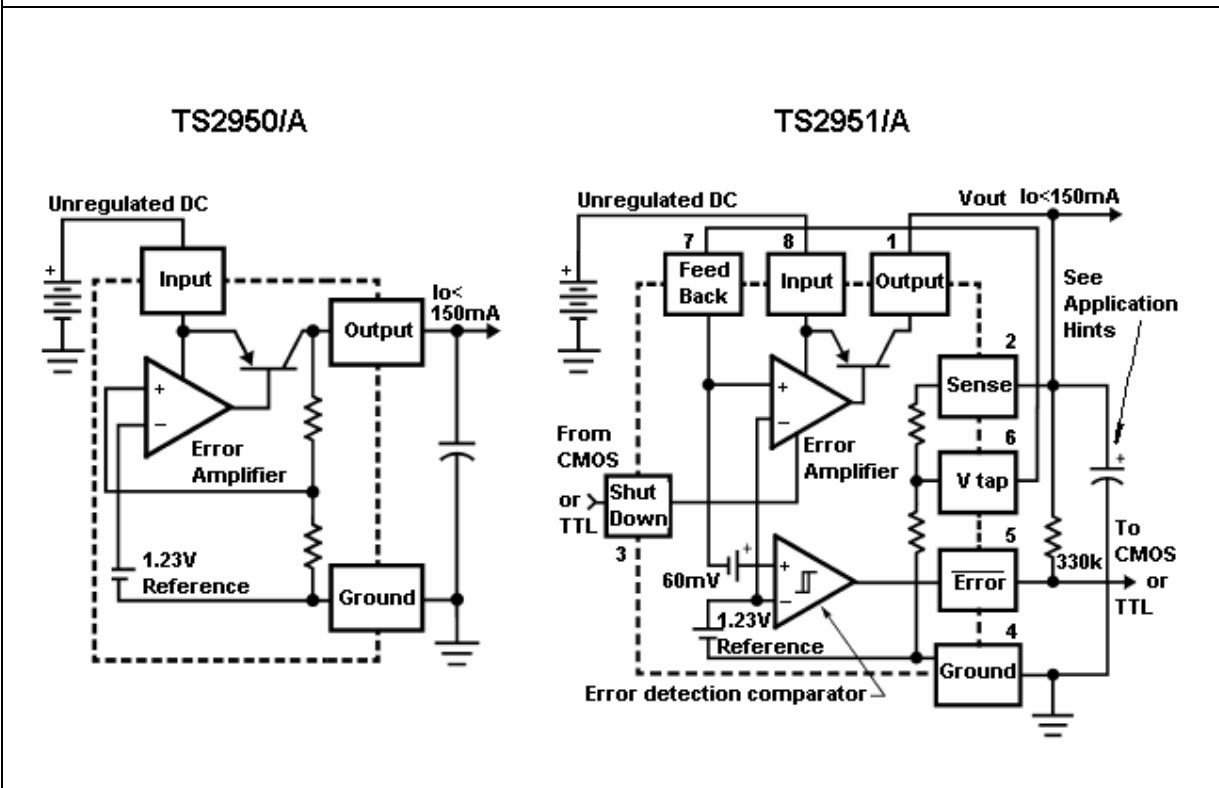 TS2950/A
Unregulated DC
+
Input
Io<
150mA
Output
+
−
Error
Amplifier
1.23V
Reference
Ground
TS2951/A
Unregulated DC
Vout Io<150mA
+
7
8
1
Feed
Back
Input
Output
See
Application
Hints
2
Sense
+
−
Error
Amplifier
From
CMOS
or
TTL
Shut
Down
3
6
V tap
+
5
Error
330k
To
CMOS
or
TTL
60mV
+
+
−
1.23V
Reference
4
Ground
Error detection comparator